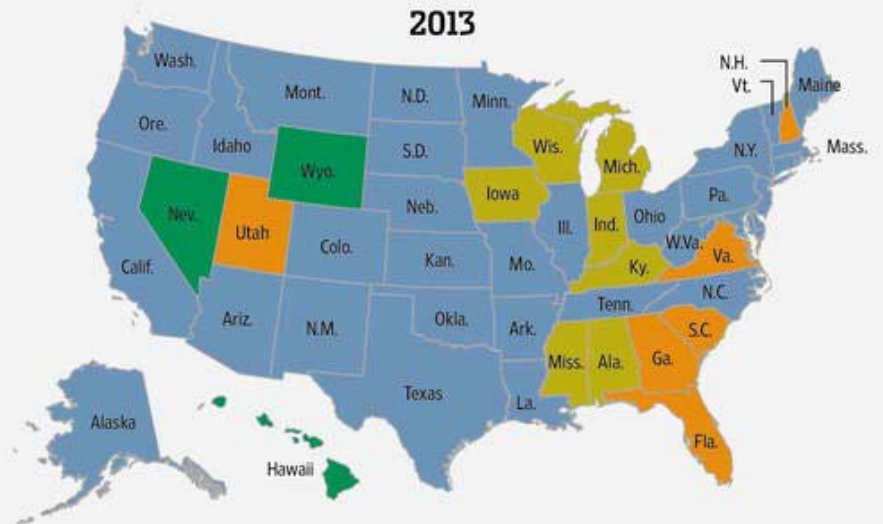 2013
N.H.
Vt.
Maine
Wash.
Mont.
N.D.
Minn.
Ore.
Idaho
S.D.
Wis.
Mich.
N.Y.
Mass.
Wyo.
Iowa
Pa.
Nev.
Utah
Neb.
Ill.
Ind.
Ohio
Colo.
W.Va.
Va.
Calif.
Kan.
Mo.
Ky.
N.C.
Ariz.
N.M.
Okla.
Ark.
Tenn.
S.C.
Miss.
Ala.
Ga.
Texas
La.
Alaska
Fla.
Hawaii